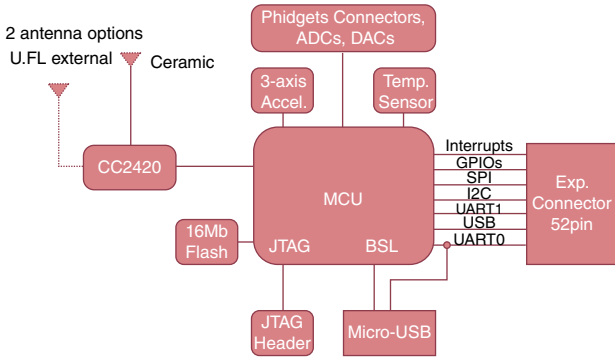 Phidgets Connectors,
ADCs, DACs
2 antenna options
U.FL external
Ceramic
3-axis
Accel.
Temp.
Sensor
CC2420
MCU
Interrupts
GPIOs
SPI
I2C
UART1
USB
UART0
Exp.
Connector
52pin
16Mb
Flash
JTAG
BSL
JTAG
Header
Micro-USB